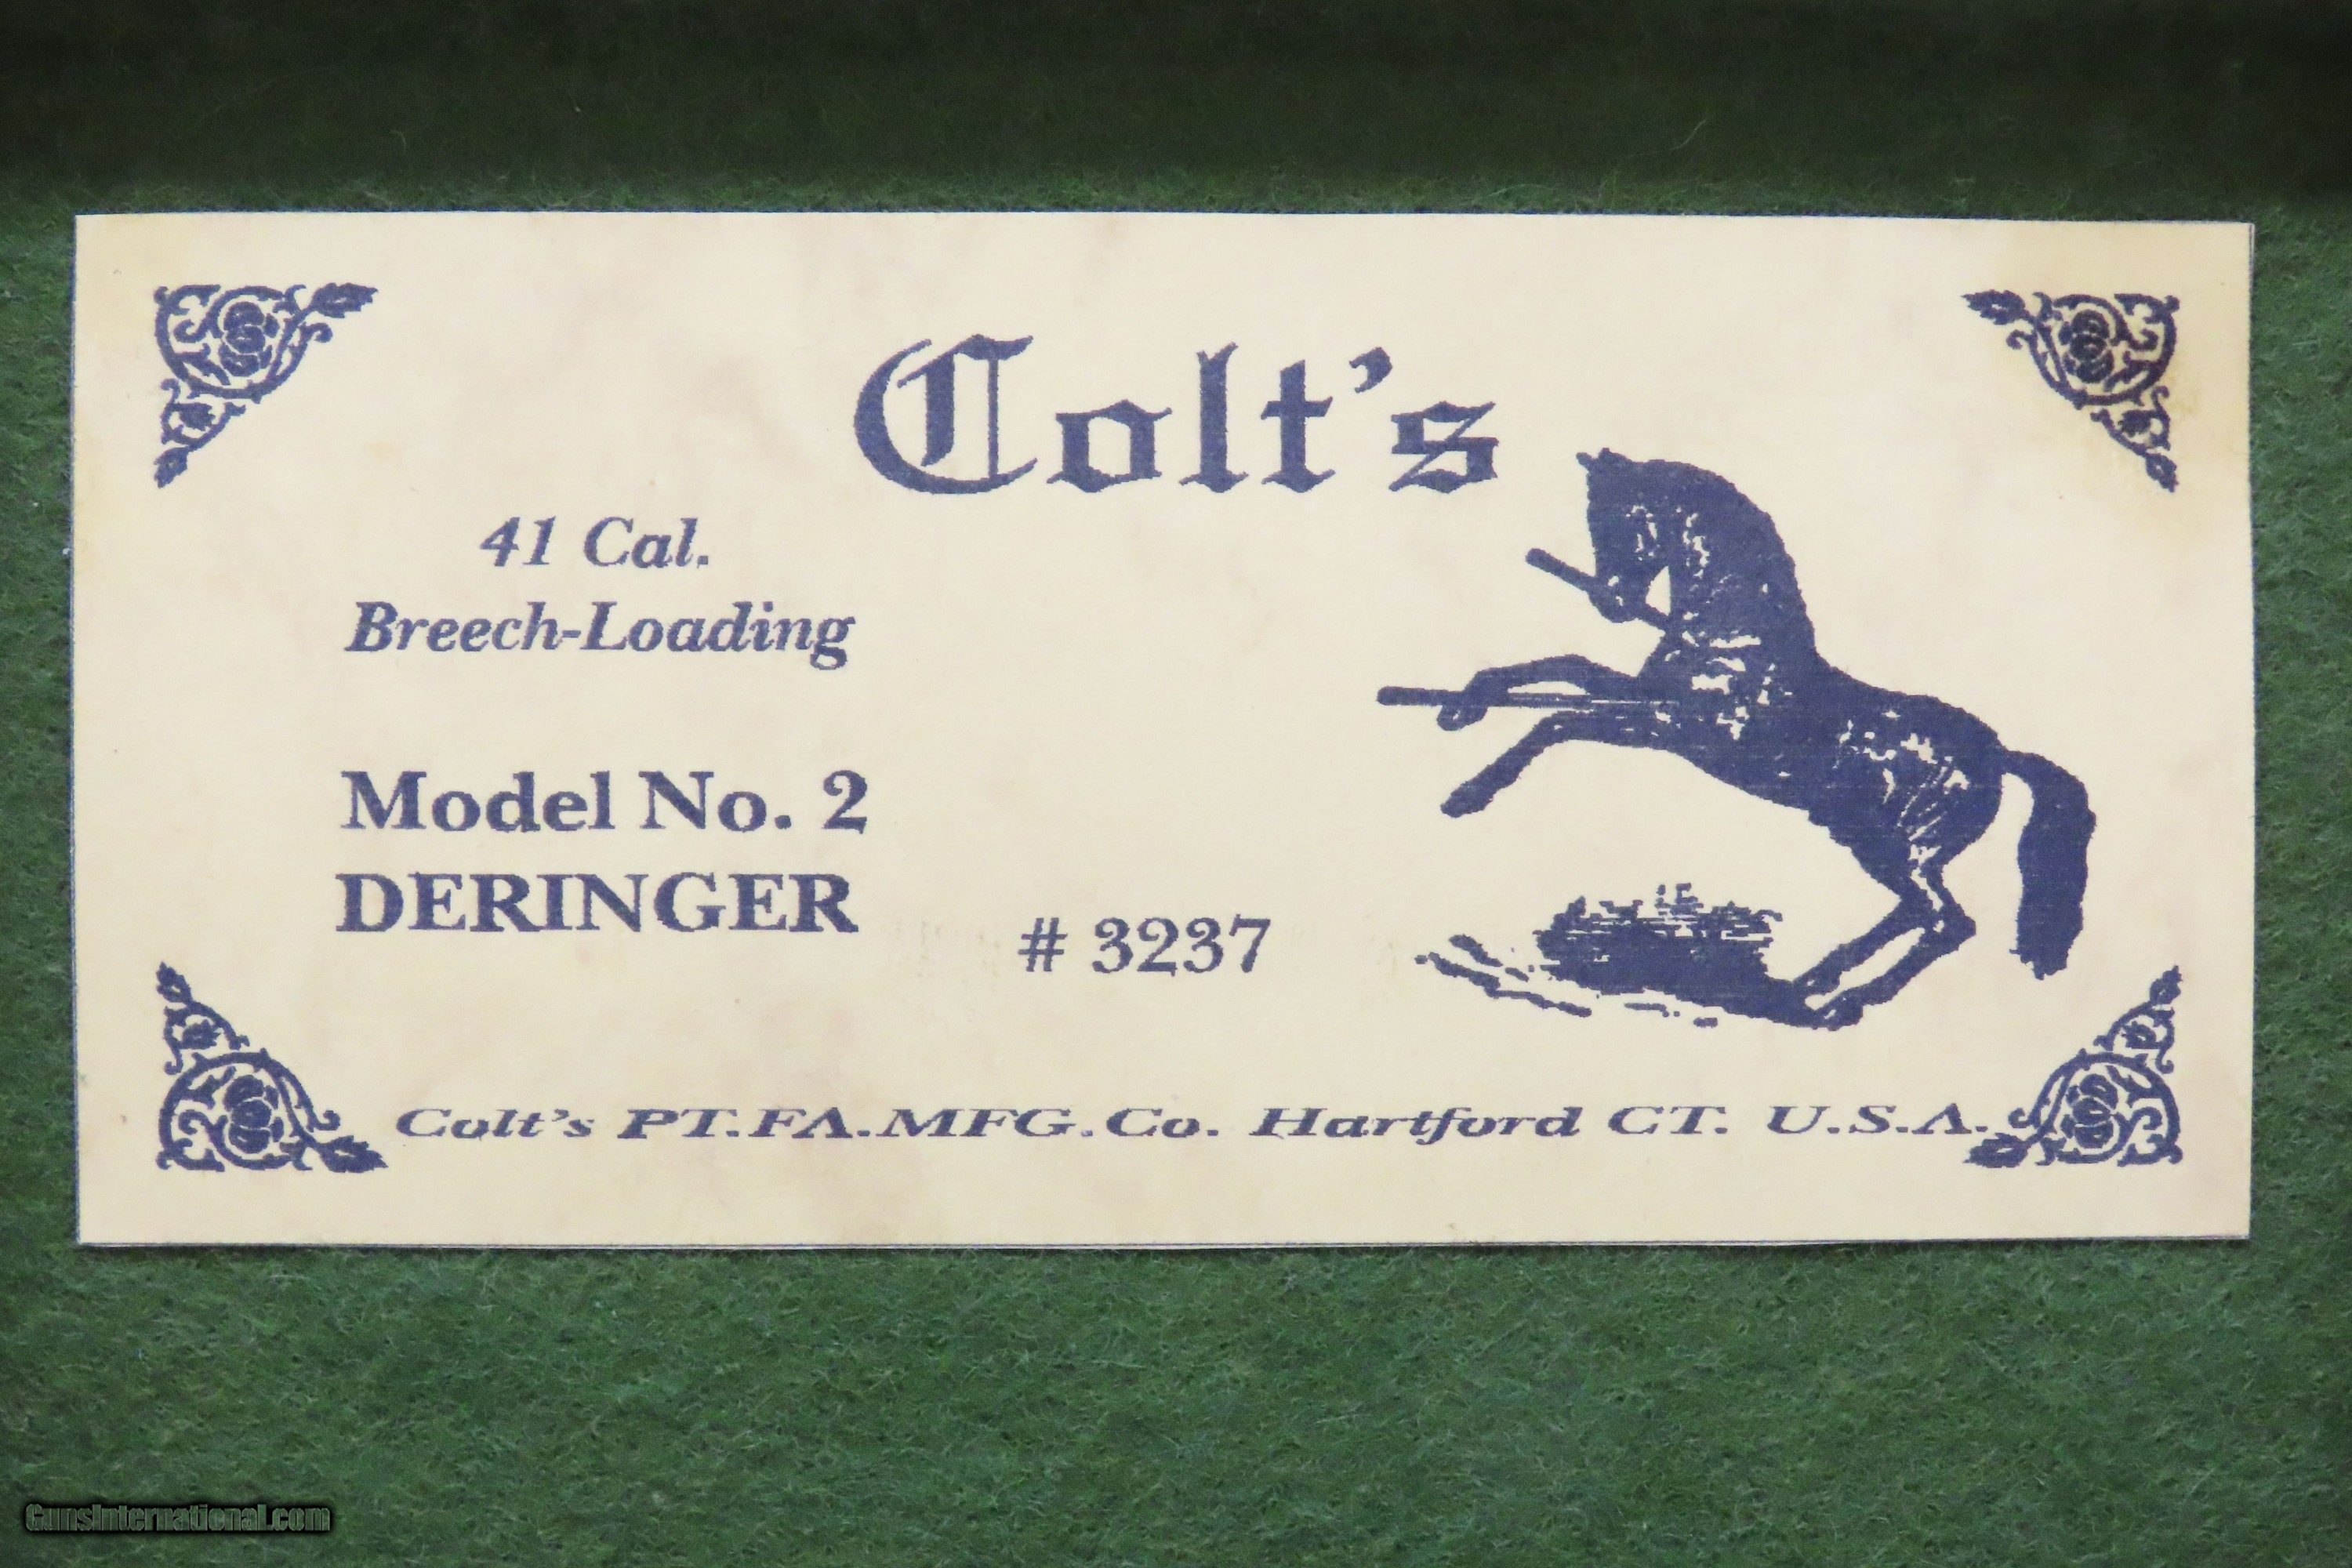 Colt's
41 Cal.
Breech-Loading
Model No. 2
DERINGER
# 3237
Colt's PT.FA.MFG.Co. Hartford CT. U.S.A.
GunsInternational.com